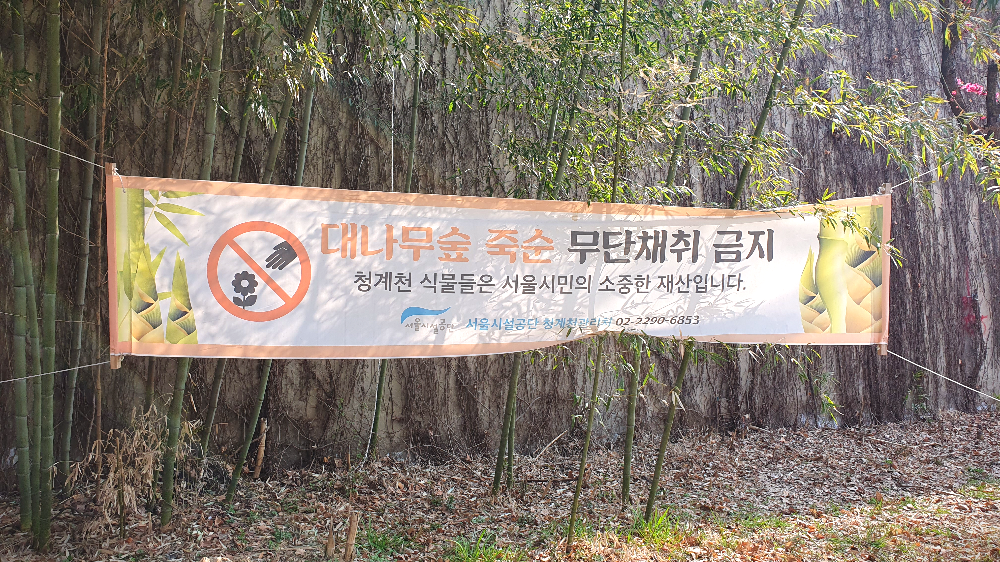 대나무숲 죽순 무단채취 금지
청계천 식물들은 서울시민의 소중한 재산입니다.
서울시설공단 서울시설공단 청계천관리처 02-2290-6853